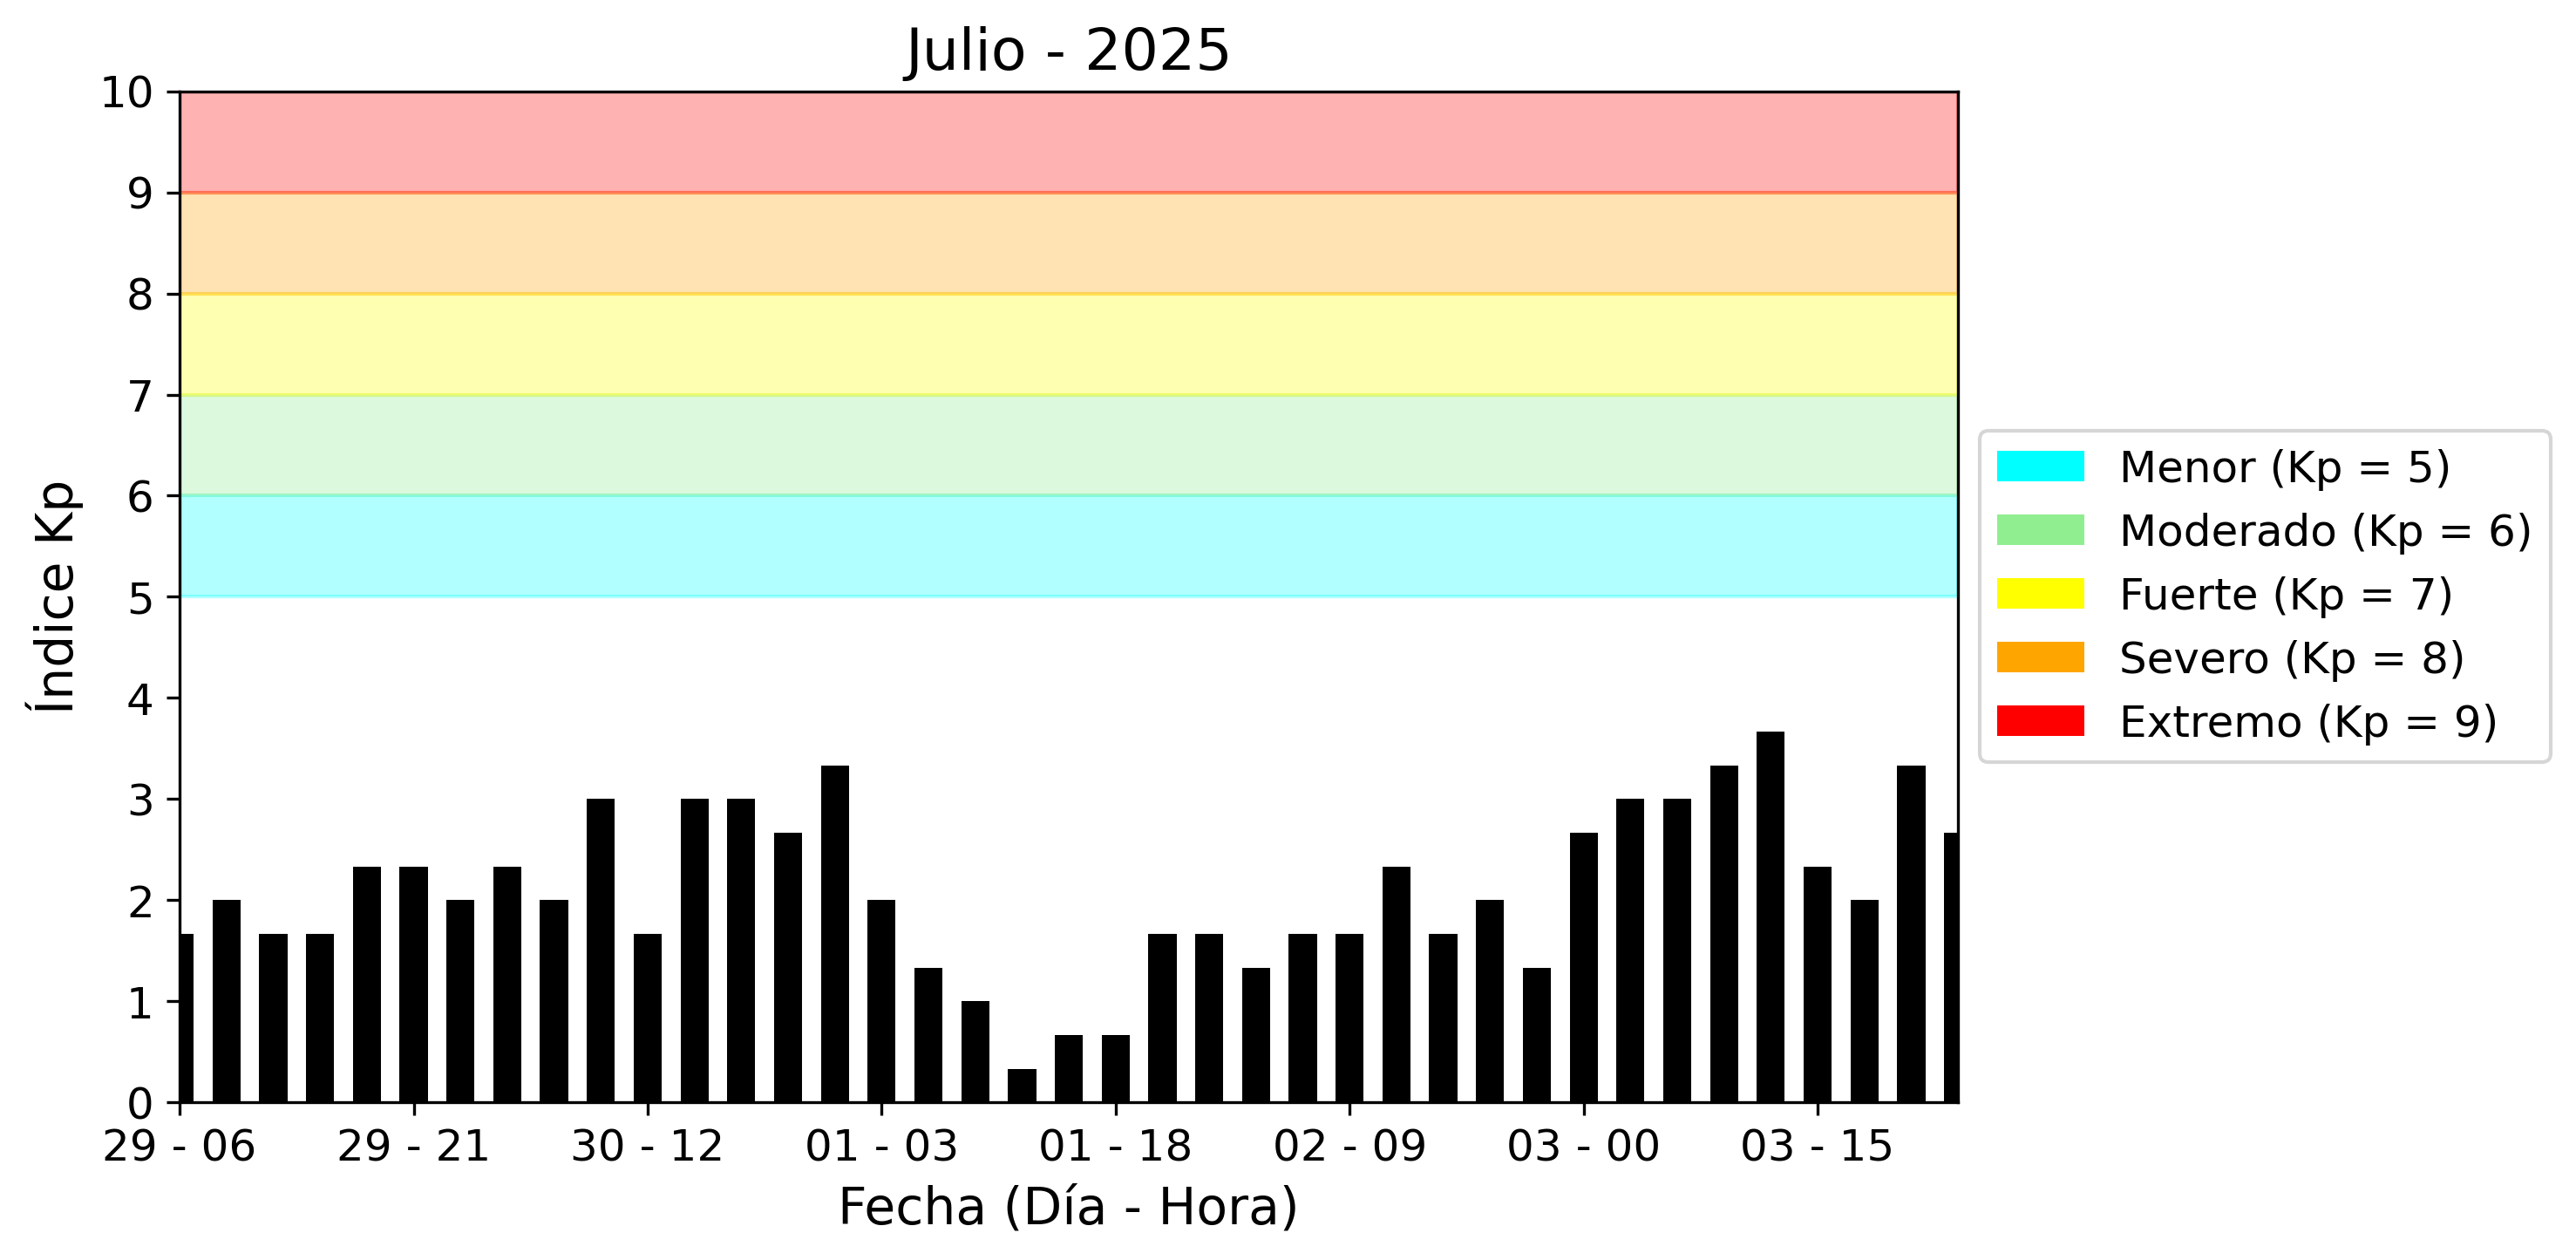 Julio - 2025
10
9
8
7
6
5
4
3
2
1
0
Índice Kp
29 - 06
29 - 21
30 - 12
01 - 03
01 - 18
02 - 09
03 - 00
03 - 15
Fecha (Día - Hora)
Menor (Kp = 5)
Moderado (Kp = 6)
Fuerte (Kp = 7)
Severo (Kp = 8)
Extremo (Kp = 9)